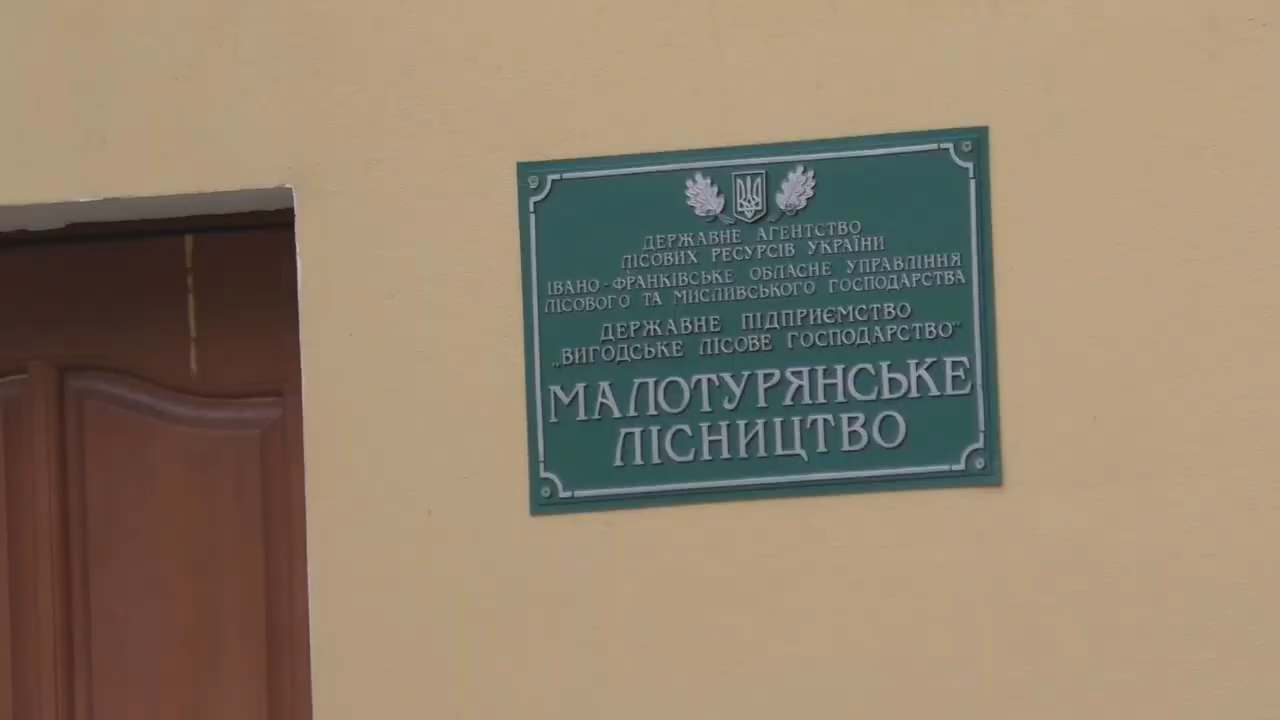 ДЕРЖАВНЕ АГЕНТСТВО
ЛІСОВИХ РЕСУРСІВ УКРАЇНИ
ІВАНО-ФРАНКІВСЬКЕ ОБЛАСНЕ УПРАВЛІННЯ
ЛІСОВОГО ТА МИСЛИВСЬКОГО ГОСПОДАРСТВА
ДЕРЖАВНЕ ПІДПРИЄМСТВО
„ВИГОДСЬКЕ ЛІСОВЕ ГОСПОДАРСТВО"
МАЛОТУРЯНСЬКЕ
ЛІСНИЦТВО